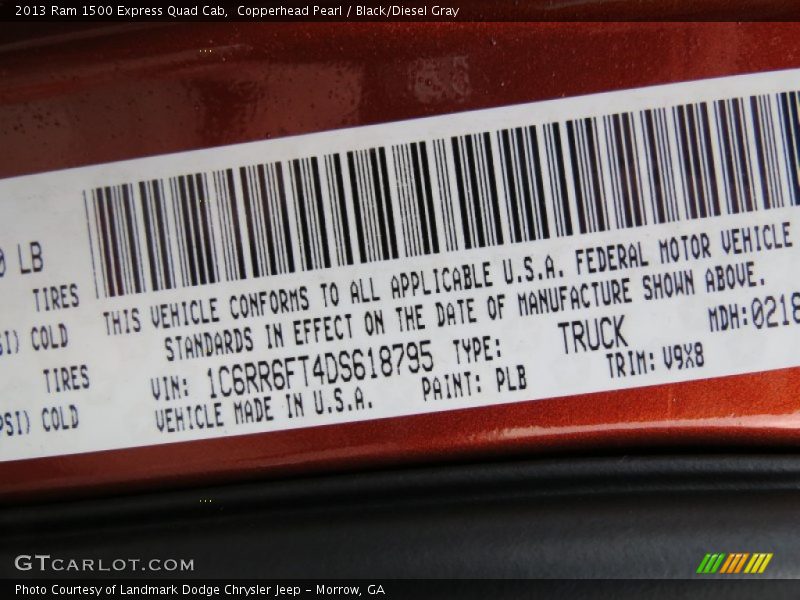 2013 Ram 1500 Express Quad Cab,  Copperhead Pearl / Black/Diesel Gray
LB
TIRES
COLD
TIRES
COLD
THIS VEHICLE CONFORMS TO ALL APPLICABLE U.S.A. FEDERAL MOTOR VEHICLE
STANDARDS IN EFFECT ON THE DATE OF MANUFACTURE SHOWN ABOVE.
VIN: 1C6RR6FT4DS618795 TYPE: TRUCK MDH:0218
VEHICLE MADE IN U.S.A. PAINT: PLB TRIM: V9X8
GTCARLOT.COM
Photo Courtesy of Landmark Dodge Chrysler Jeep - Morrow, GA